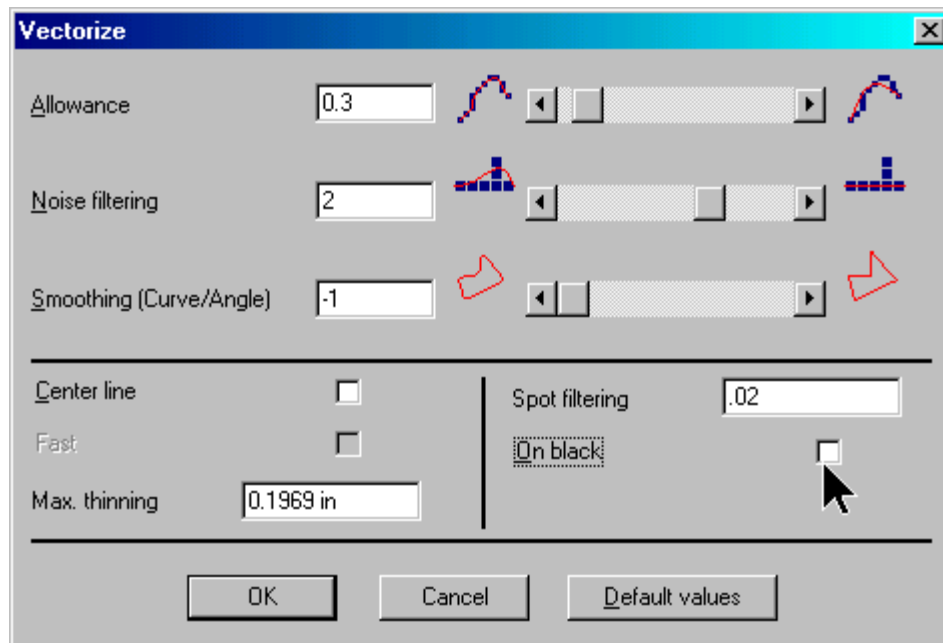 Vectorize
Allowance 0.3
Noise filtering 2
Smoothing (Curve/Angle) -1
Center line
Fast
Max. thinning 0.1969 in
Spot filtering .02
On black
OK Cancel Default values